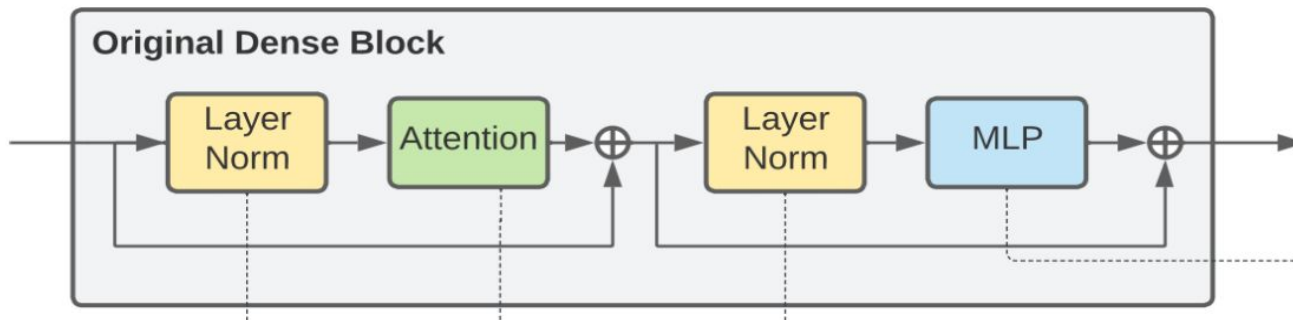 Original Dense Block
Layer
Norm
Attention
Layer
Norm
MLP